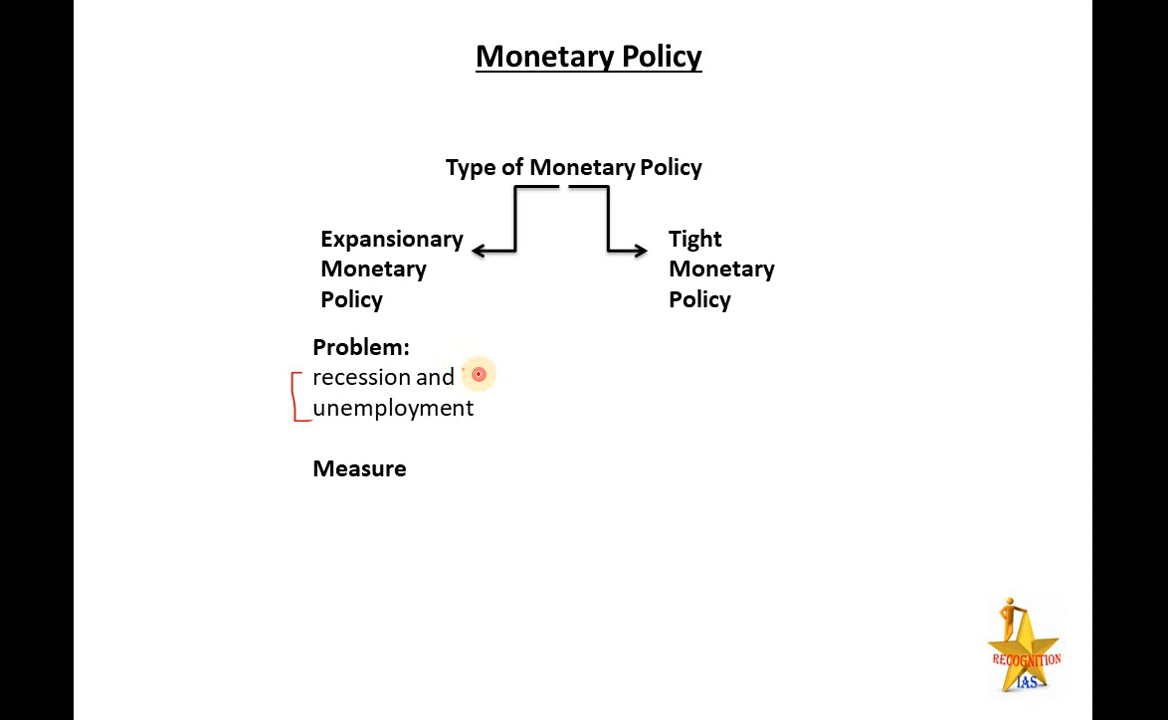 Monetary Policy
Type of Monetary Policy
Expansionary
Monetary
Policy
Tight
Monetary
Policy
Problem:
recession and
unemployment
Measure
RECOGNITION
IAS